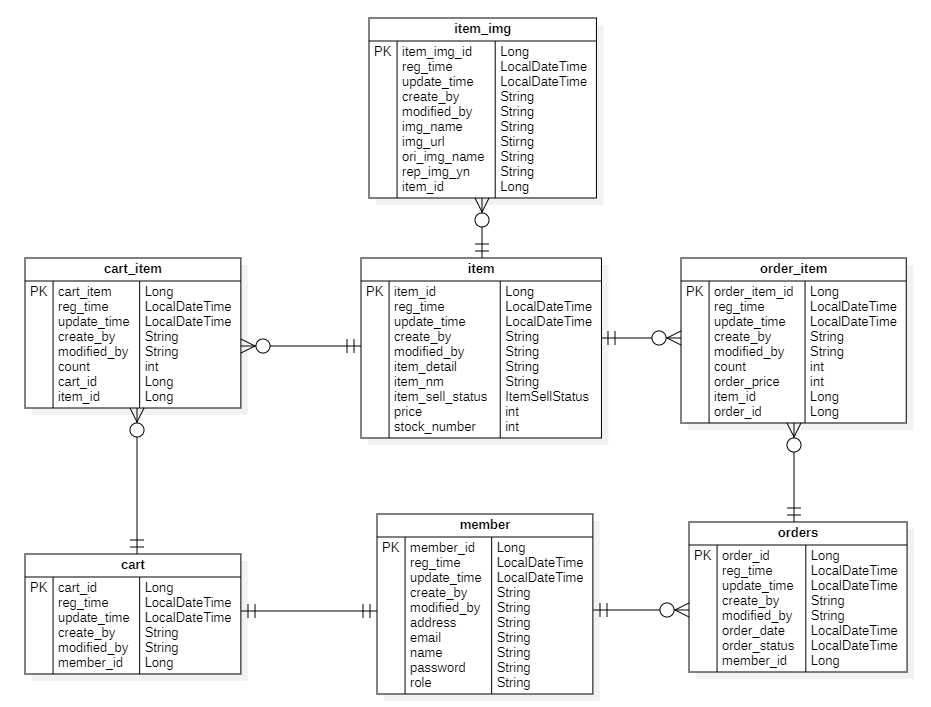 item_img
PK item_img_id Long
reg_time LocalDateTime
update_time LocalDateTime
create_by String
modified_by String
img_name String
img_url Stirng
ori_img_name String
rep_img_yn String
item_id Long
cart_item
PK cart_item Long
reg_time LocalDateTime
update_time LocalDateTime
create_by String
modified_by String
count int
cart_id Long
item_id Long
item
PK item_id Long
reg_time LocalDateTime
update_time LocalDateTime
create_by String
modified_by String
item_detail String
item_nm String
item_sell_status ItemSellStatus
price int
stock_number int
order_item
PK order_item_id Long
reg_time LocalDateTime
update_time LocalDateTime
create_by String
modified_by String
count int
order_price int
item_id Long
order_id Long
cart
PK cart_id Long
reg_time LocalDateTime
update_time LocalDateTime
create_by String
modified_by String
member_id Long
member
PK member_id Long
reg_time LocalDateTime
update_time LocalDateTime
create_by String
modified_by String
address String
email String
name String
password String
role String
orders
PK order_id Long
reg_time LocalDateTime
update_time LocalDateTime
create_by String
modified_by String
order_date LocalDateTime
order_status LocalDateTime
member_id Long